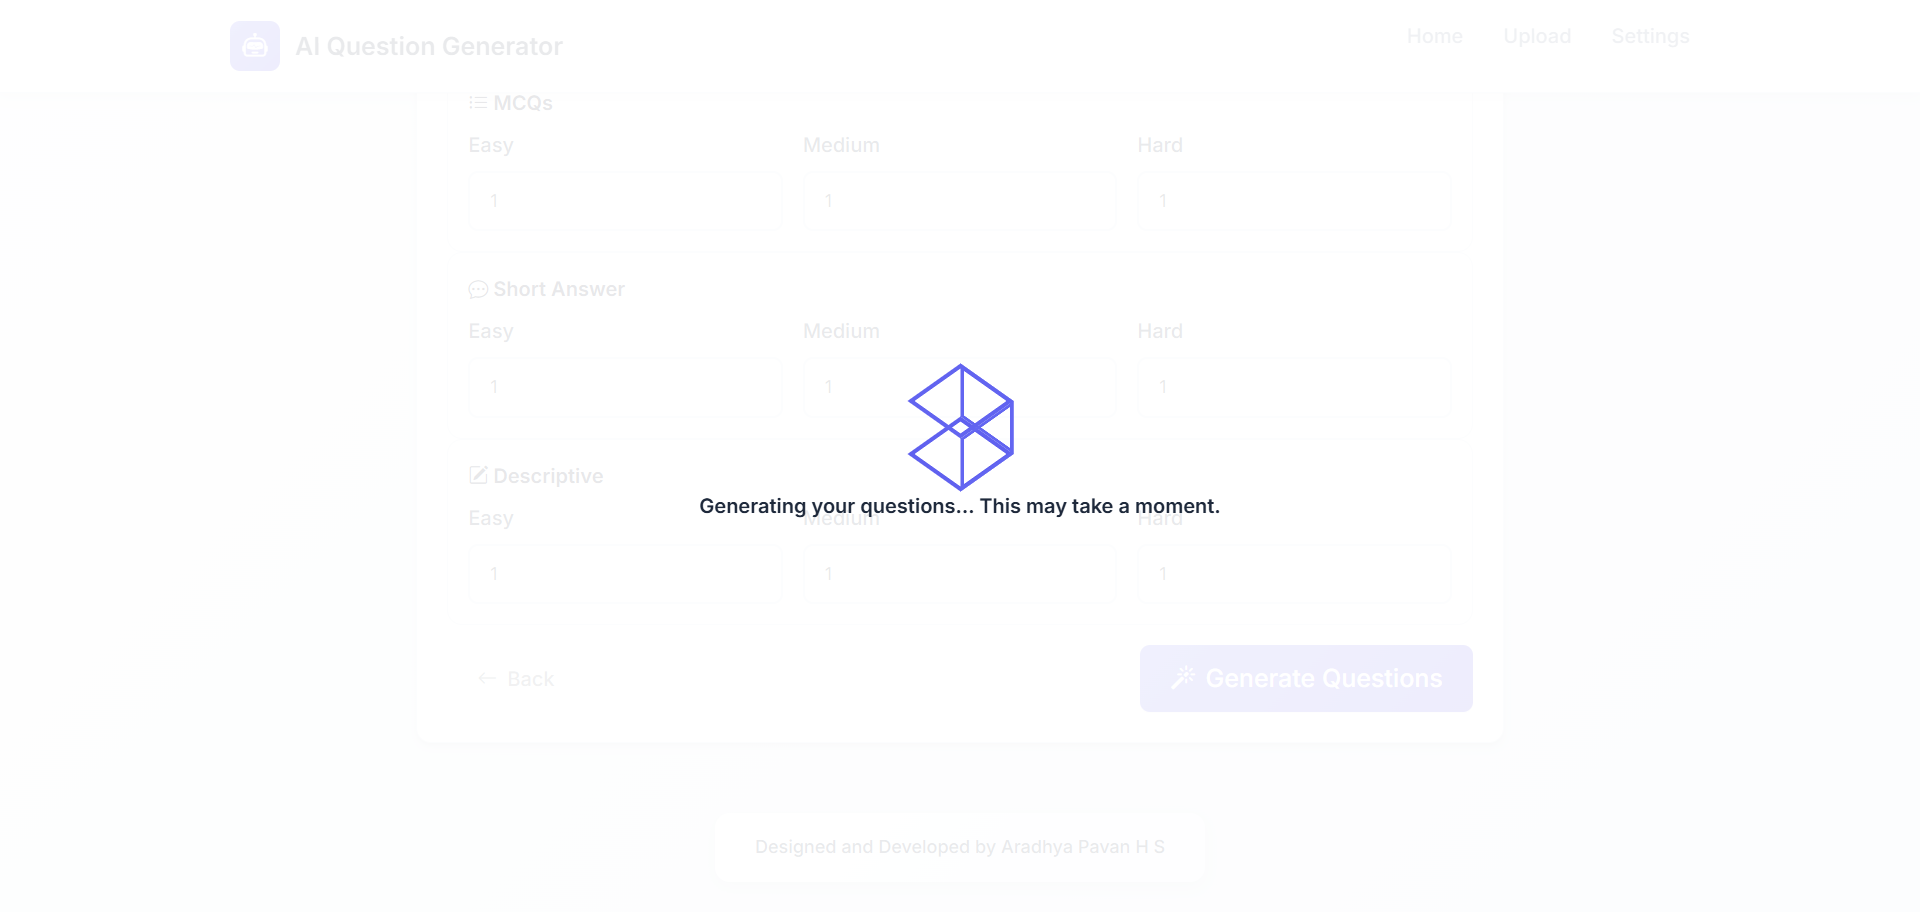 AI Question Generator
Home Upload Settings
MCQs
Easy Medium Hard
1 1 1
Short Answer
Easy Medium Hard
1 1 1
Descriptive
Generating your questions... This may take a moment.
Easy Medium Hard
1 1 1
Back
Generate Questions
Designed and Developed by Aradhya Pavan H S